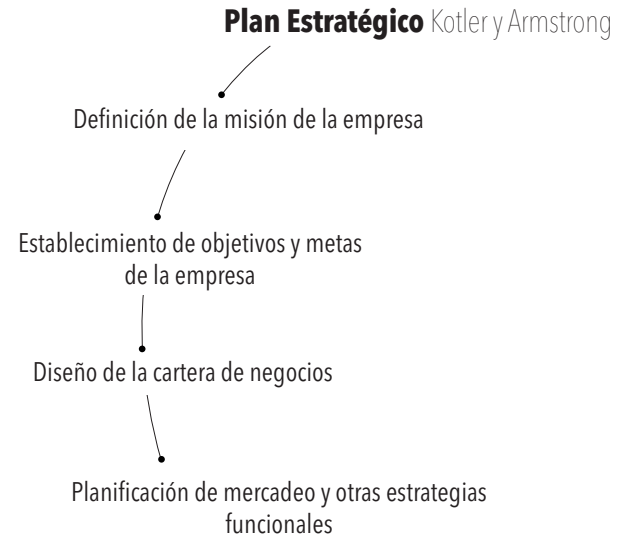 Plan Estratégico Kotler y Armstrong
Definición de la misión de la empresa
Establecimiento de objetivos y metas
de la empresa
Diseño de la cartera de negocios
Planificación de mercadeo y otras estrategias
funcionales